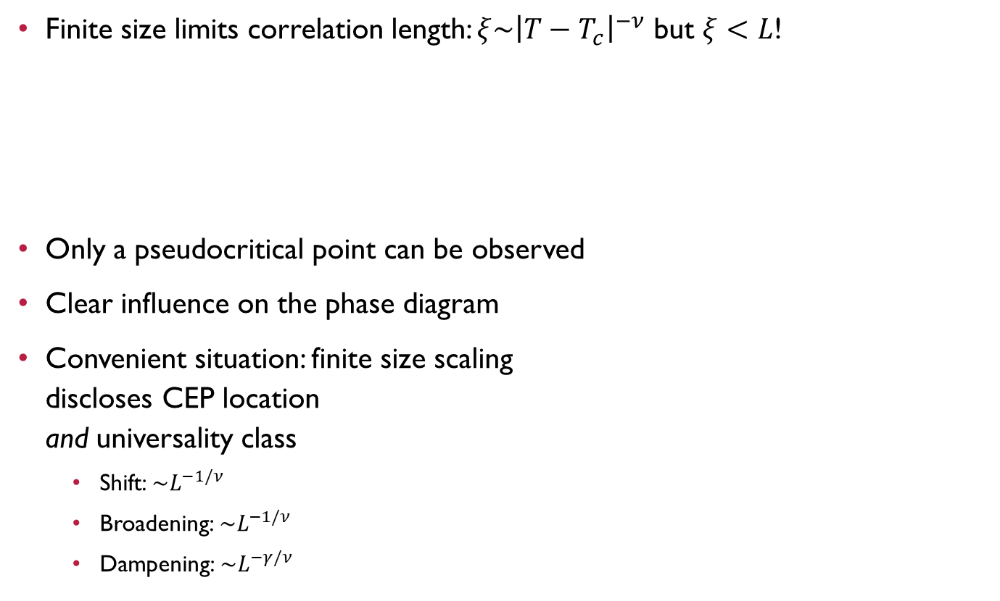 • Finite size limits correlation length: ξ~|T − T_c|^{−ν} but ξ < L!
• Only a pseudocritical point can be observed
• Clear influence on the phase diagram
• Convenient situation: finite size scaling
discloses CEP location
and universality class
• Shift: ~L^{−1/ν}
• Broadening: ~L^{−1/ν}
• Dampening: ~L^{−γ/ν}